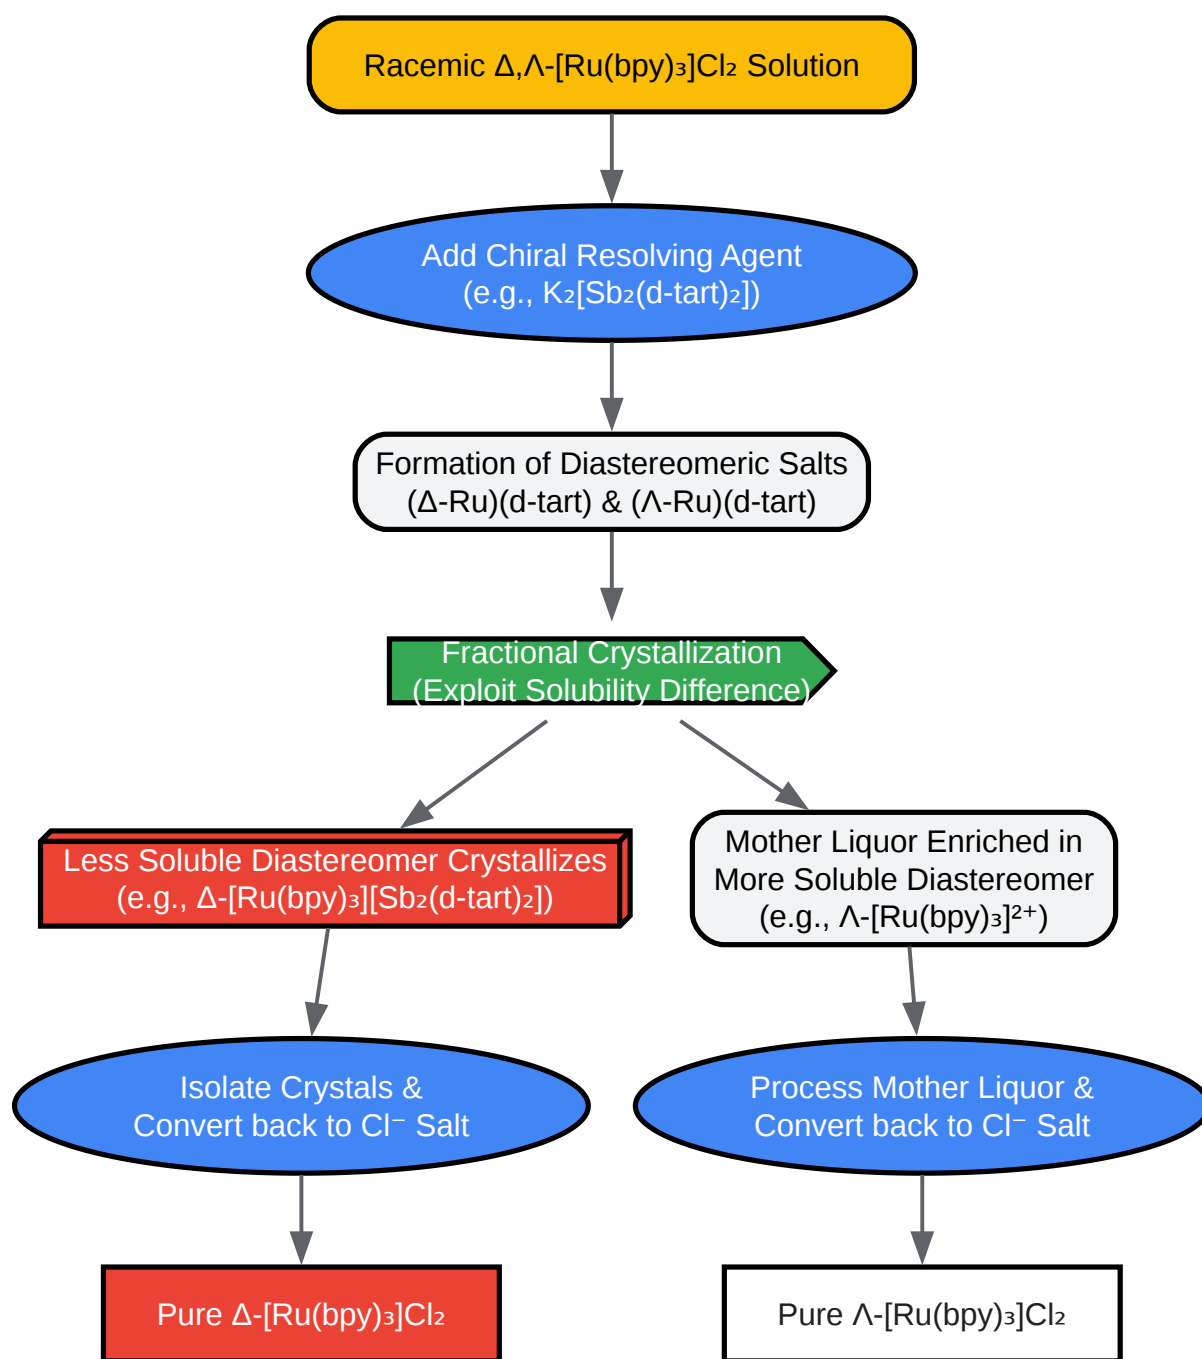 Racemic Δ,Λ-[Ru(bpy)₃]Cl₂ Solution
Add Chiral Resolving Agent
(e.g., K₂[Sb₂(d-tart)₂])
Formation of Diastereomeric Salts
(Δ-Ru)(d-tart) & (Λ-Ru)(d-tart)
Fractional Crystallization
(Exploit Solubility Difference)
Less Soluble Diastereomer Crystallizes
(e.g., Δ-[Ru(bpy)₃][Sb₂(d-tart)₂])
Mother Liquor Enriched in
More Soluble Diastereomer
(e.g., Λ-[Ru(bpy)₃]²⁺)
Isolate Crystals &
Convert back to Cl⁻ Salt
Process Mother Liquor &
Convert back to Cl⁻ Salt
Pure Δ-[Ru(bpy)₃]Cl₂
Pure Λ-[Ru(bpy)₃]Cl₂